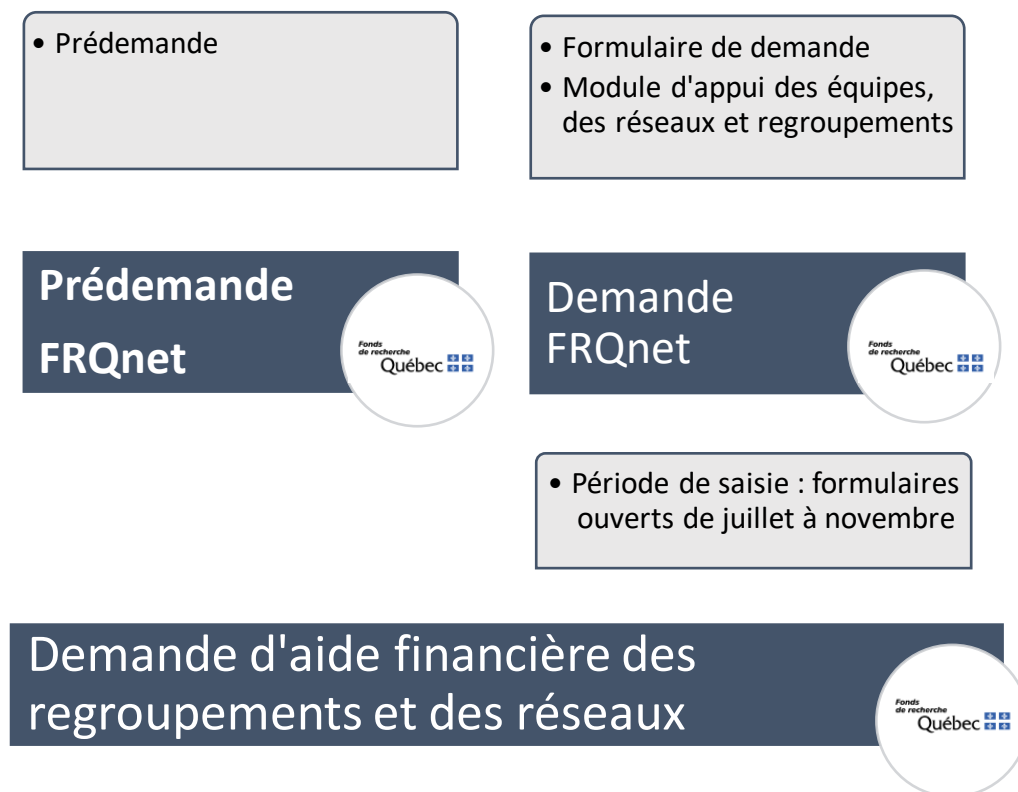 • Prédemande
• Formulaire de demande
• Module d'appui des équipes,
des réseaux et regroupements
Prédemande
FRQnet
Fonds
de recherche
Québec
Demande
FRQnet
Fonds
de recherche
Québec
• Période de saisie : formulaires
ouverts de juillet à novembre
Demande d'aide financière des
regroupements et des réseaux
Fonds
de recherche
Québec